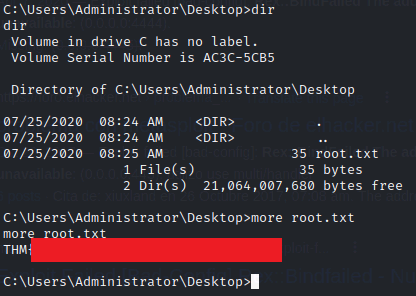 C:\Users\Administrator\Desktop>dir
dir
 Volume in drive C has no label.
 Volume Serial Number is AC3C-5CB5

 Directory of C:\Users\Administrator\Desktop

07/25/2020  08:24 AM    <DIR>          .
07/25/2020  08:24 AM    <DIR>          ..
07/25/2020  08:25 AM                35 root.txt
               1 File(s)             35 bytes
               2 Dir(s)  21,064,007,680 bytes free

C:\Users\Administrator\Desktop>more root.txt
more root.txt
THM{

C:\Users\Administrator\Desktop>